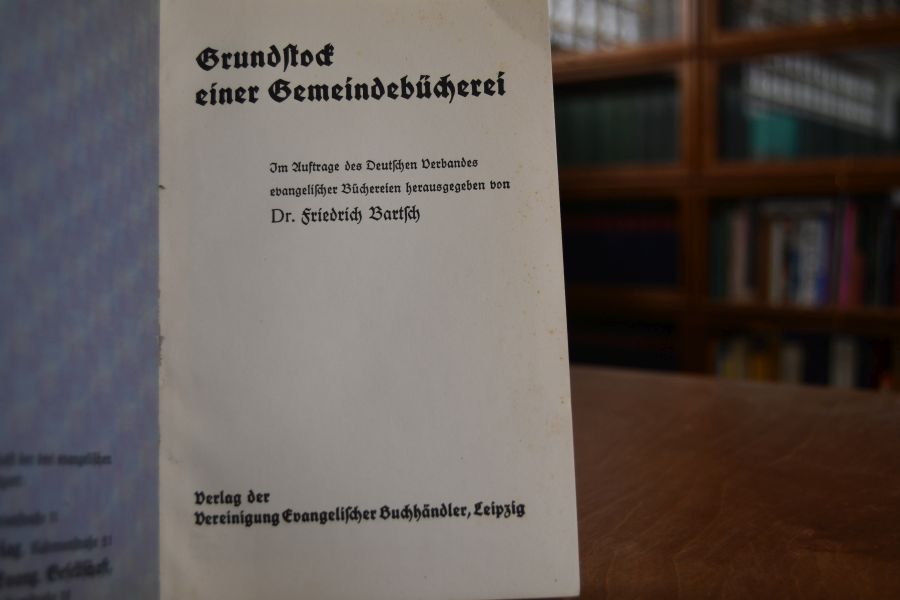 Grundſtock
einer Gemeindebücherei
Im Auftrage des Deutſchen Verbandes
evangeliſcher Büchereien herausgegeben von
Dr. Friedrich Bartſch
Verlag der
Vereinigung Evangeliſcher Buchhändler, Leipzig